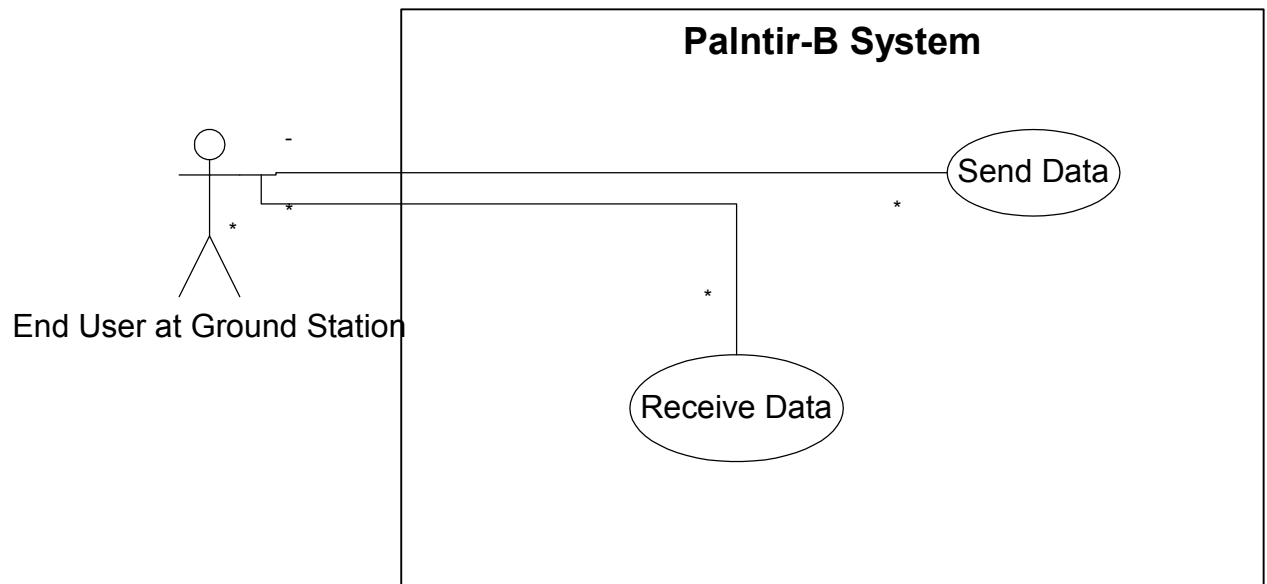 Palntir-B System
-
Send Data
*
*
*
*
End User at Ground Station
Receive Data